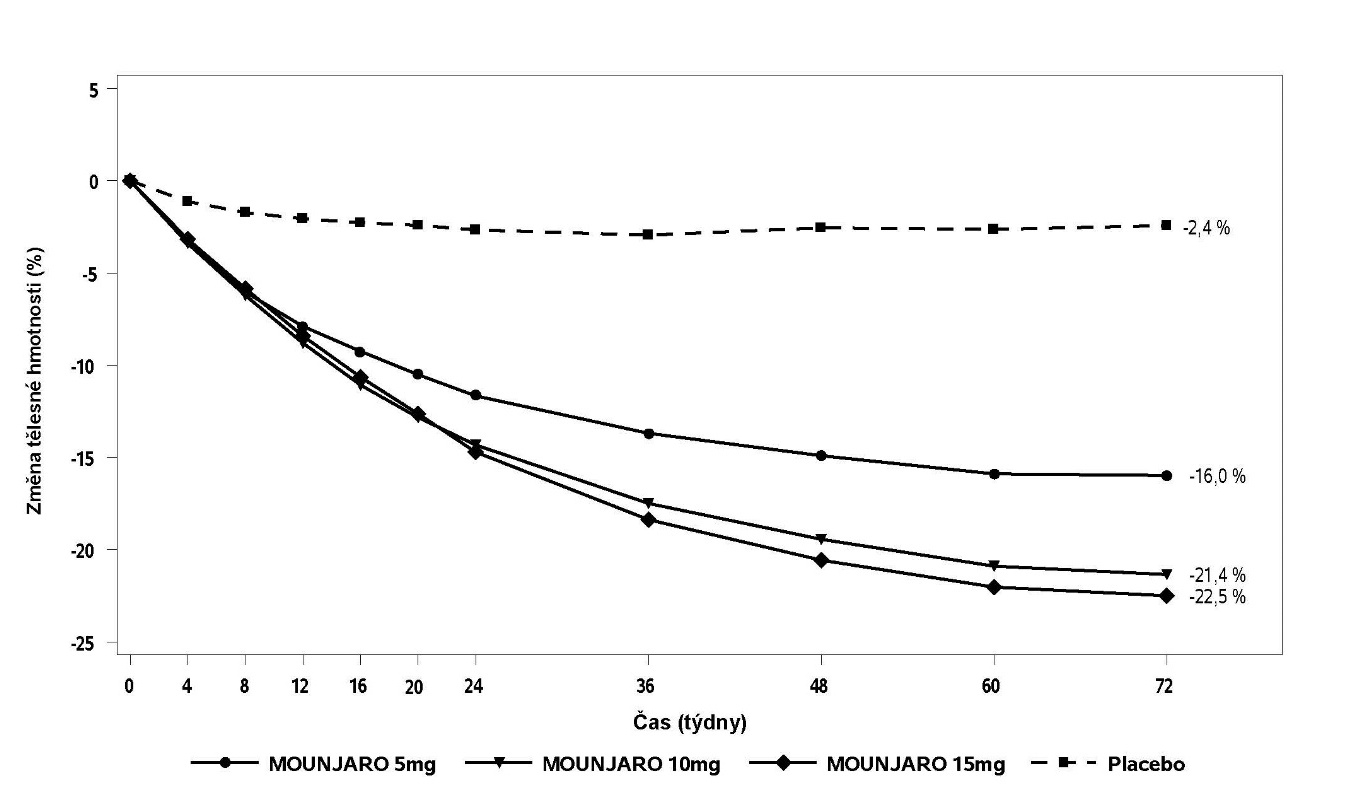 5
0
-5
-10
-15
-20
-25
Změna tělesné hmotnosti (%)
-2,4 %
-16,0 %
-21,4 %
-22,5 %
0 4 8 12 16 20 24 36 48 60 72
Čas (týdny)
MOUNJARO 5mg MOUNJARO 10mg MOUNJARO 15mg Placebo